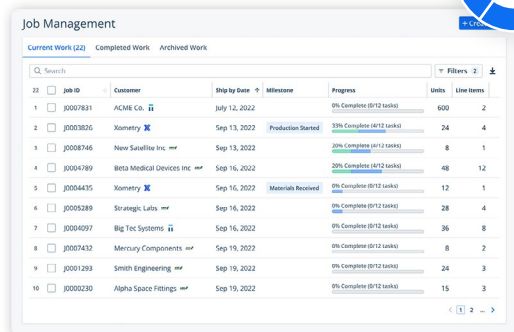 Job Management
+ Crea
Current Work (22) Completed Work Archived Work
Search Filters 2
22 Job ID Customer Ship by Date ↑ Milestone Progress Units Line Items
1 J0007831 ACME Co. July 12, 2022 0% Complete (0/12 tasks) 600 2
2 J0003826 Xometry Sep 13, 2022 Production Started 33% Complete (4/12 tasks) 24 4
3 J0008746 New Satellite Inc Sep 13, 2022 20% Complete (4/12 tasks) 8 1
4 J0004789 Beta Medical Devices Inc Sep 16, 2022 20% Complete (4/12 tasks) 48 12
5 J0004435 Xometry Sep 16, 2022 Materials Received 0% Complete (0/12 tasks) 12 1
6 J0005289 Strategic Labs Sep 16, 2022 0% Complete (0/12 tasks) 28 4
7 J0004097 Big Tec Systems Sep 16, 2022 0% Complete (0/12 tasks) 36 8
8 J0007432 Mercury Components Sep 19, 2022 0% Complete (0/12 tasks) 8 2
9 J0001293 Smith Engineering Sep 19, 2022 0% Complete (0/12 tasks) 24 3
10 J0000230 Alpha Space Fittings Sep 19, 2022 0% Complete (0/12 tasks) 15 3
< 1 2 ... >